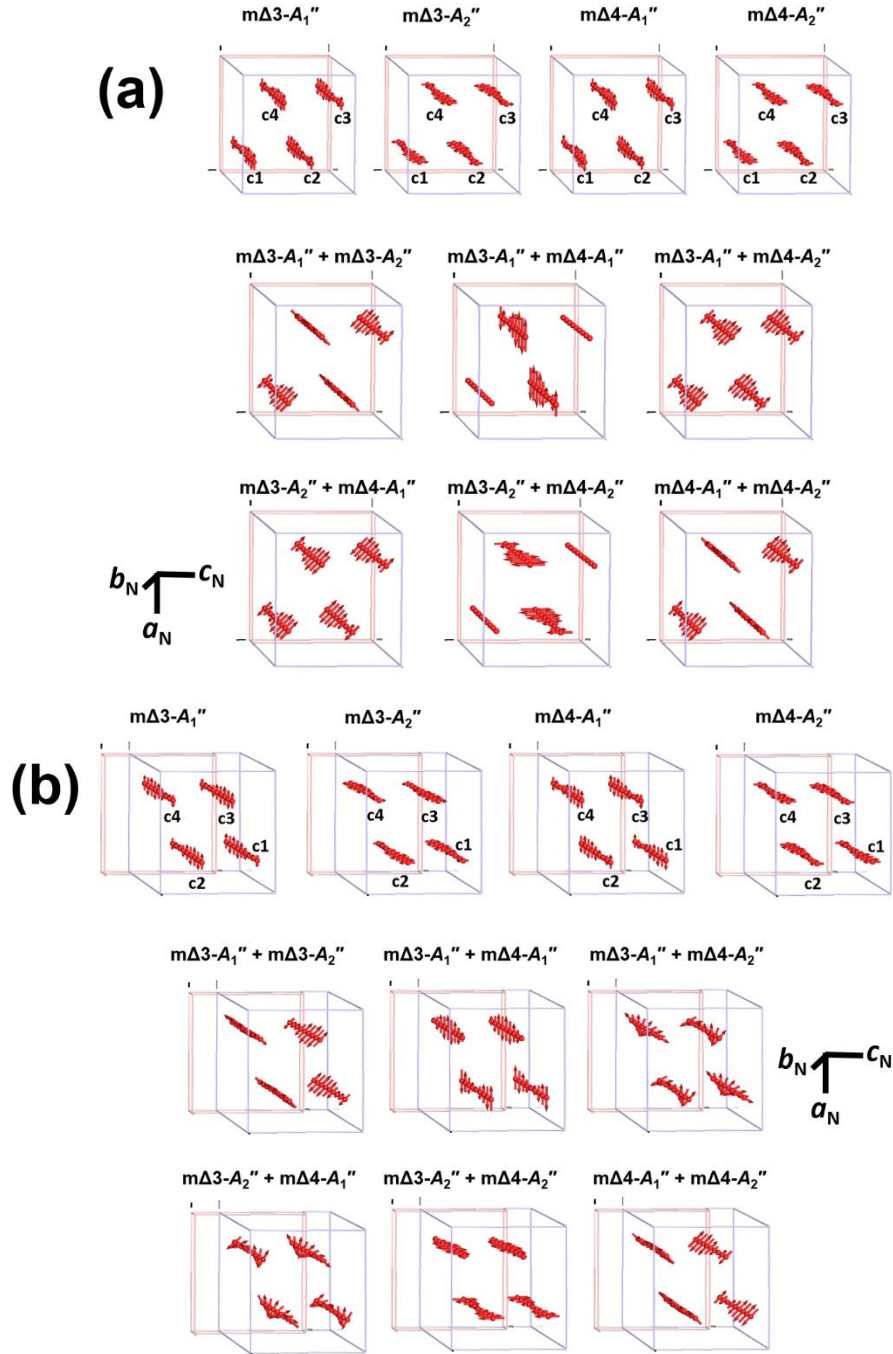 mΔ3-A₁″ mΔ3-A₂″ mΔ4-A₁″ mΔ4-A₂″
(a)
c4 c3 c4 c3 c4 c3 c4 c3
c1 c2 c1 c2 c1 c2 c1 c2
mΔ3-A₁″ + mΔ3-A₂″ mΔ3-A₁″ + mΔ4-A₁″ mΔ3-A₁″ + mΔ4-A₂″
mΔ3-A₂″ + mΔ4-A₁″ mΔ3-A₂″ + mΔ4-A₂″ mΔ4-A₁″ + mΔ4-A₂″
bN cN
aN
mΔ3-A₁″ mΔ3-A₂″ mΔ4-A₁″ mΔ4-A₂″
(b)
c4 c3 c4 c3 c4 c3 c4 c3
c1 c1 c1 c1
c2 c2 c2 c2
mΔ3-A₁″ + mΔ3-A₂″ mΔ3-A₁″ + mΔ4-A₁″ mΔ3-A₁″ + mΔ4-A₂″
bN cN
aN
mΔ3-A₂″ + mΔ4-A₁″ mΔ3-A₂″ + mΔ4-A₂″ mΔ4-A₁″ + mΔ4-A₂″